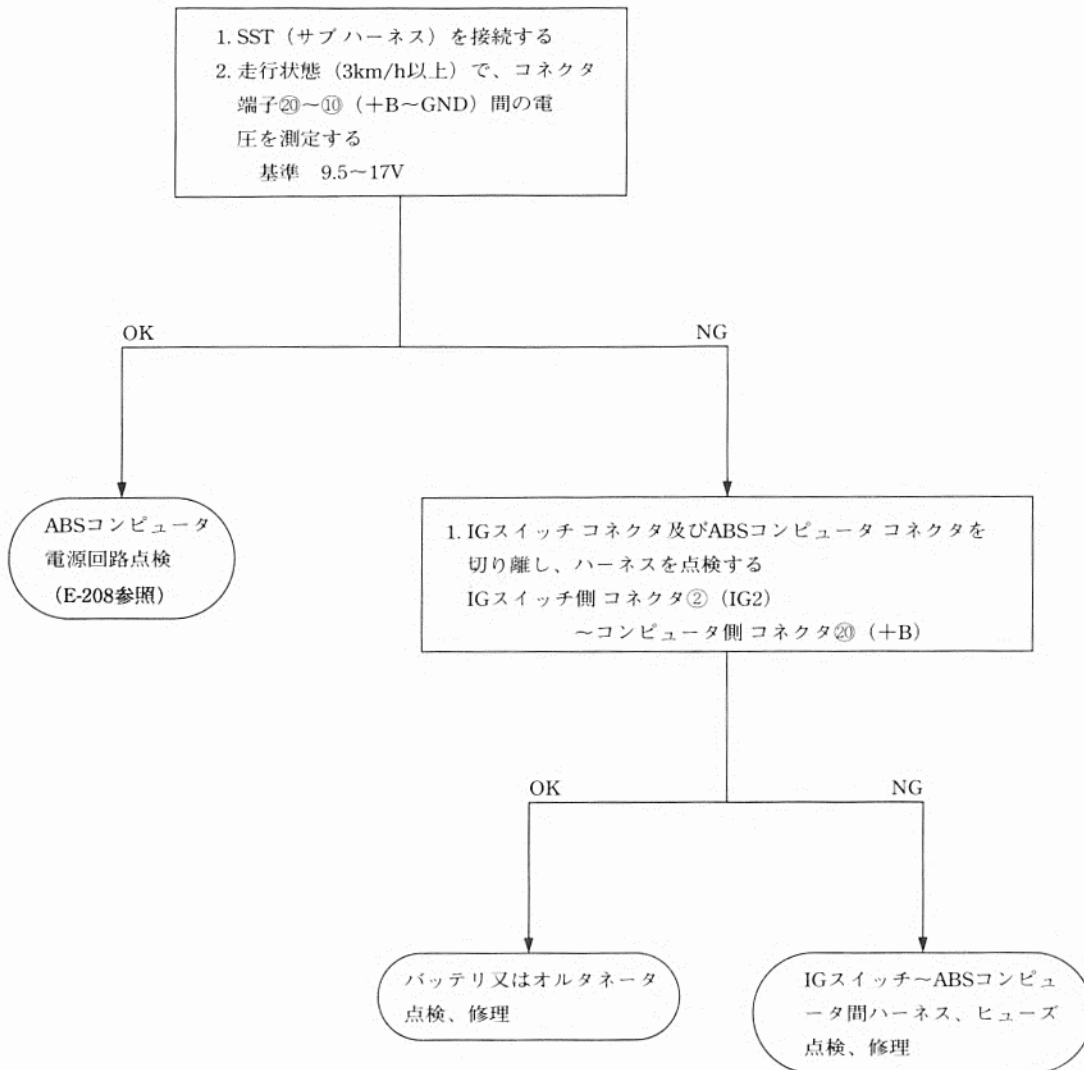 1. SST（サブ ハーネス）を接続する
2. 走行状態（3km/h以上）で、コネクタ
端子⑳～⑩（＋B～GND）間の電
圧を測定する
基準　9.5～17V
OK
NG
ABSコンピュータ
電源回路点検
（E-208参照）
1. IGスイッチ コネクタ及びABSコンピュータ コネクタを
切り離し、ハーネスを点検する
IGスイッチ側 コネクタ②（IG2）
～コンピュータ側 コネクタ⑳（＋B）
OK
NG
バッテリ又はオルタネータ
点検、修理
IGスイッチ～ABSコンピュ
ータ間ハーネス、ヒューズ
点検、修理